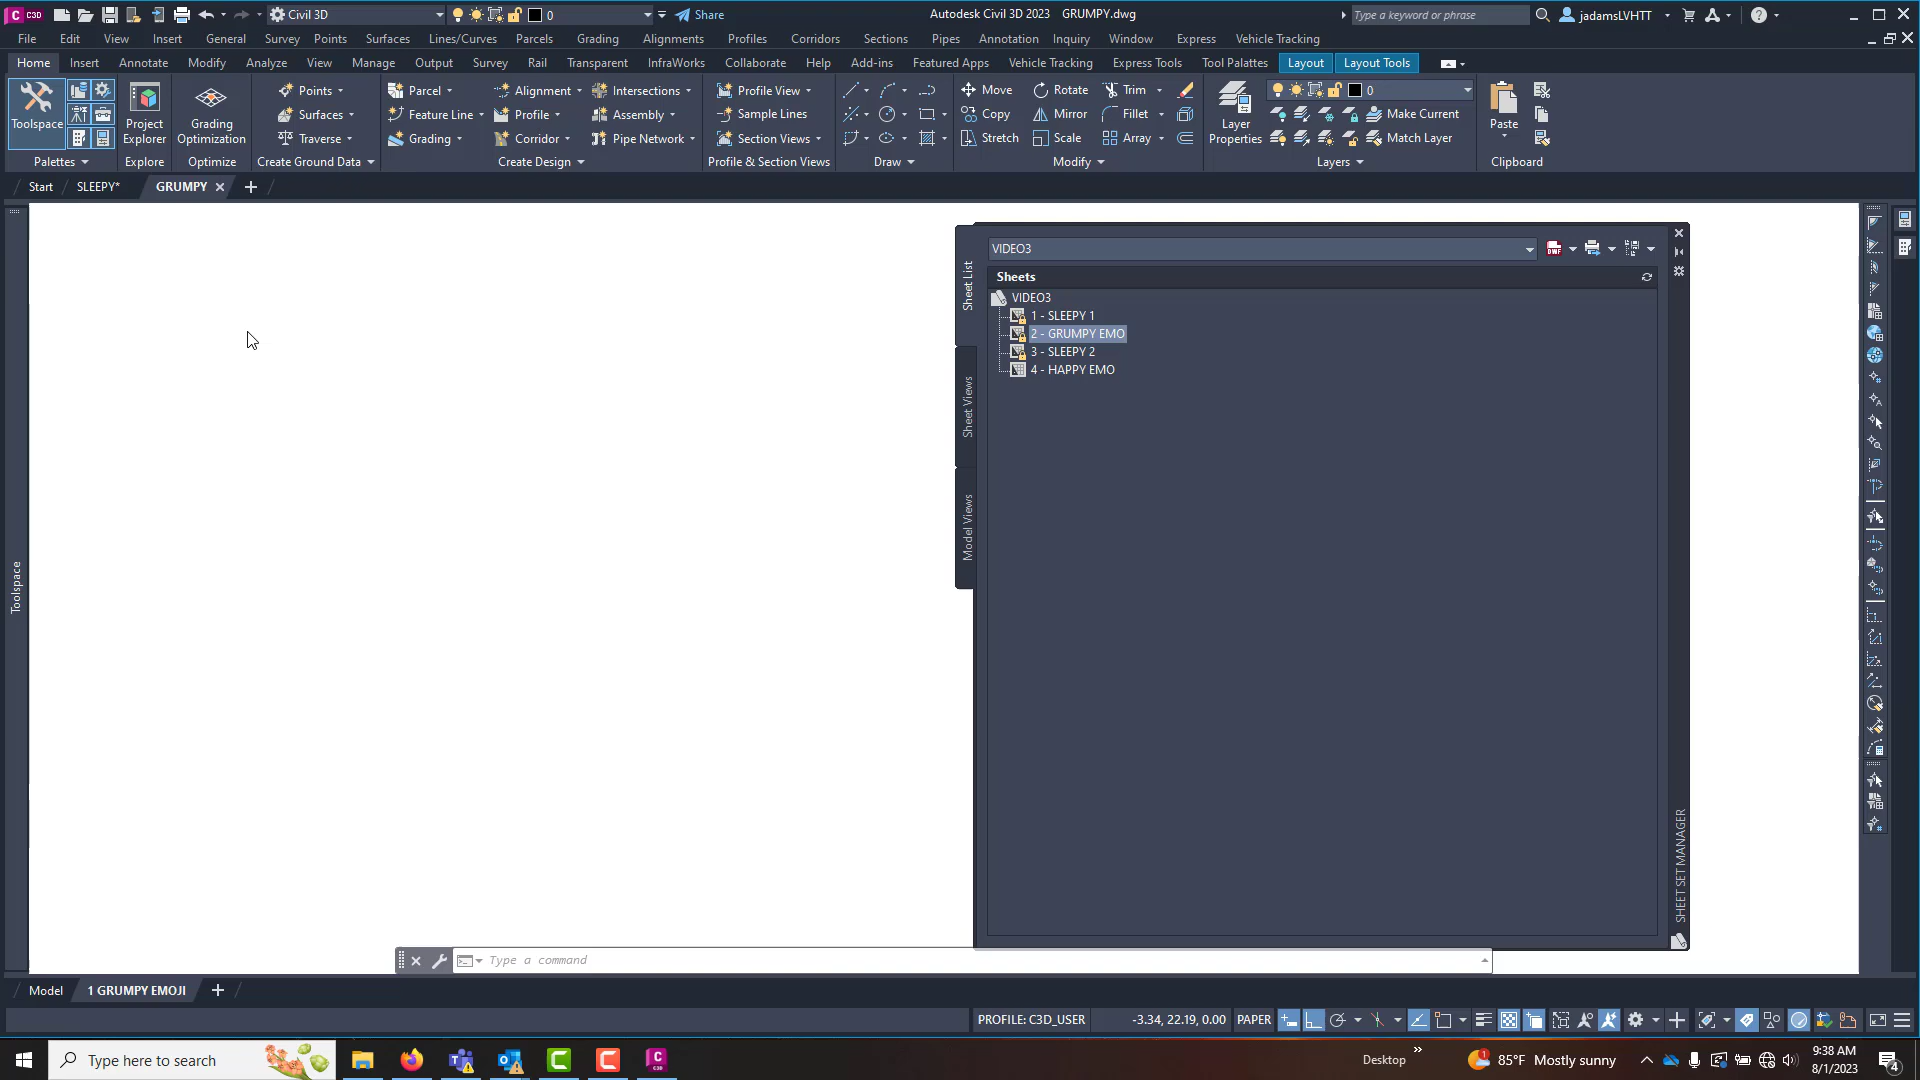 C3D Civil 3D 0 Share Autodesk Civil 3D 2023 GRUMPY.dwg Type a keyword or phrase jadamsLVHTT
File Edit View Insert General Survey Points Surfaces Lines/Curves Parcels Grading Alignments Profiles Corridors Sections Pipes Annotation Inquiry Window Express Vehicle Tracking
Home Insert Annotate Modify Analyze View Manage Output Survey Rail Transparent InfraWorks Collaborate Help Add-ins Featured Apps Vehicle Tracking Express Tools Tool Palettes Layout Layout Tools
Points Parcel Alignment Intersections Profile View Move Rotate Trim 0
Toolspace Project Explorer Grading Optimization Surfaces Feature Line Profile Assembly Sample Lines Copy Mirror Fillet Layer Properties Make Current Paste
Traverse Grading Corridor Pipe Network Section Views Stretch Scale Array Match Layer
Palettes Explore Optimize Create Ground Data Create Design Profile & Section Views Draw Modify Layers Clipboard
Start SLEEPY* GRUMPY
VIDEO3
Sheets
VIDEO3
1 - SLEEPY 1
2 - GRUMPY EMO
3 - SLEEPY 2
4 - HAPPY EMO
Sheet List
Sheet Views
Model Views
Toolspace
SHEET SET MANAGER
Type a command
Model 1 GRUMPY EMOJI
PROFILE: C3D_USER -3.34, 22.19, 0.00 PAPER
Type here to search Desktop 1 85°F Mostly sunny 9:38 AM
8/1/2023 4